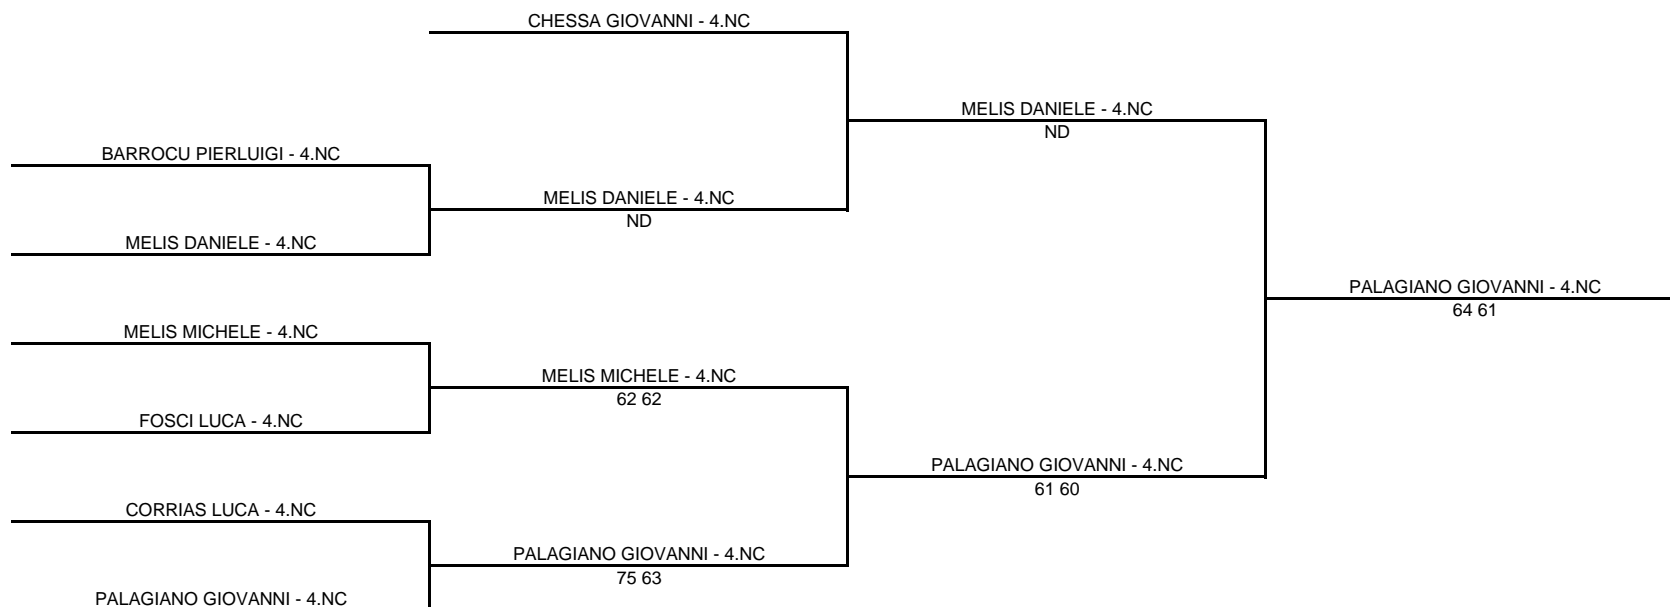 CHESSA GIOVANNI - 4.NC
MELIS DANIELE - 4.NC
ND
BARROCU PIERLUIGI - 4.NC
MELIS DANIELE - 4.NC
ND
MELIS DANIELE - 4.NC
PALAGIANO GIOVANNI - 4.NC
64 61
MELIS MICHELE - 4.NC
MELIS MICHELE - 4.NC
62 62
FOSCI LUCA - 4.NC
PALAGIANO GIOVANNI - 4.NC
61 60
CORRIAS LUCA - 4.NC
PALAGIANO GIOVANNI - 4.NC
75 63
PALAGIANO GIOVANNI - 4.NC